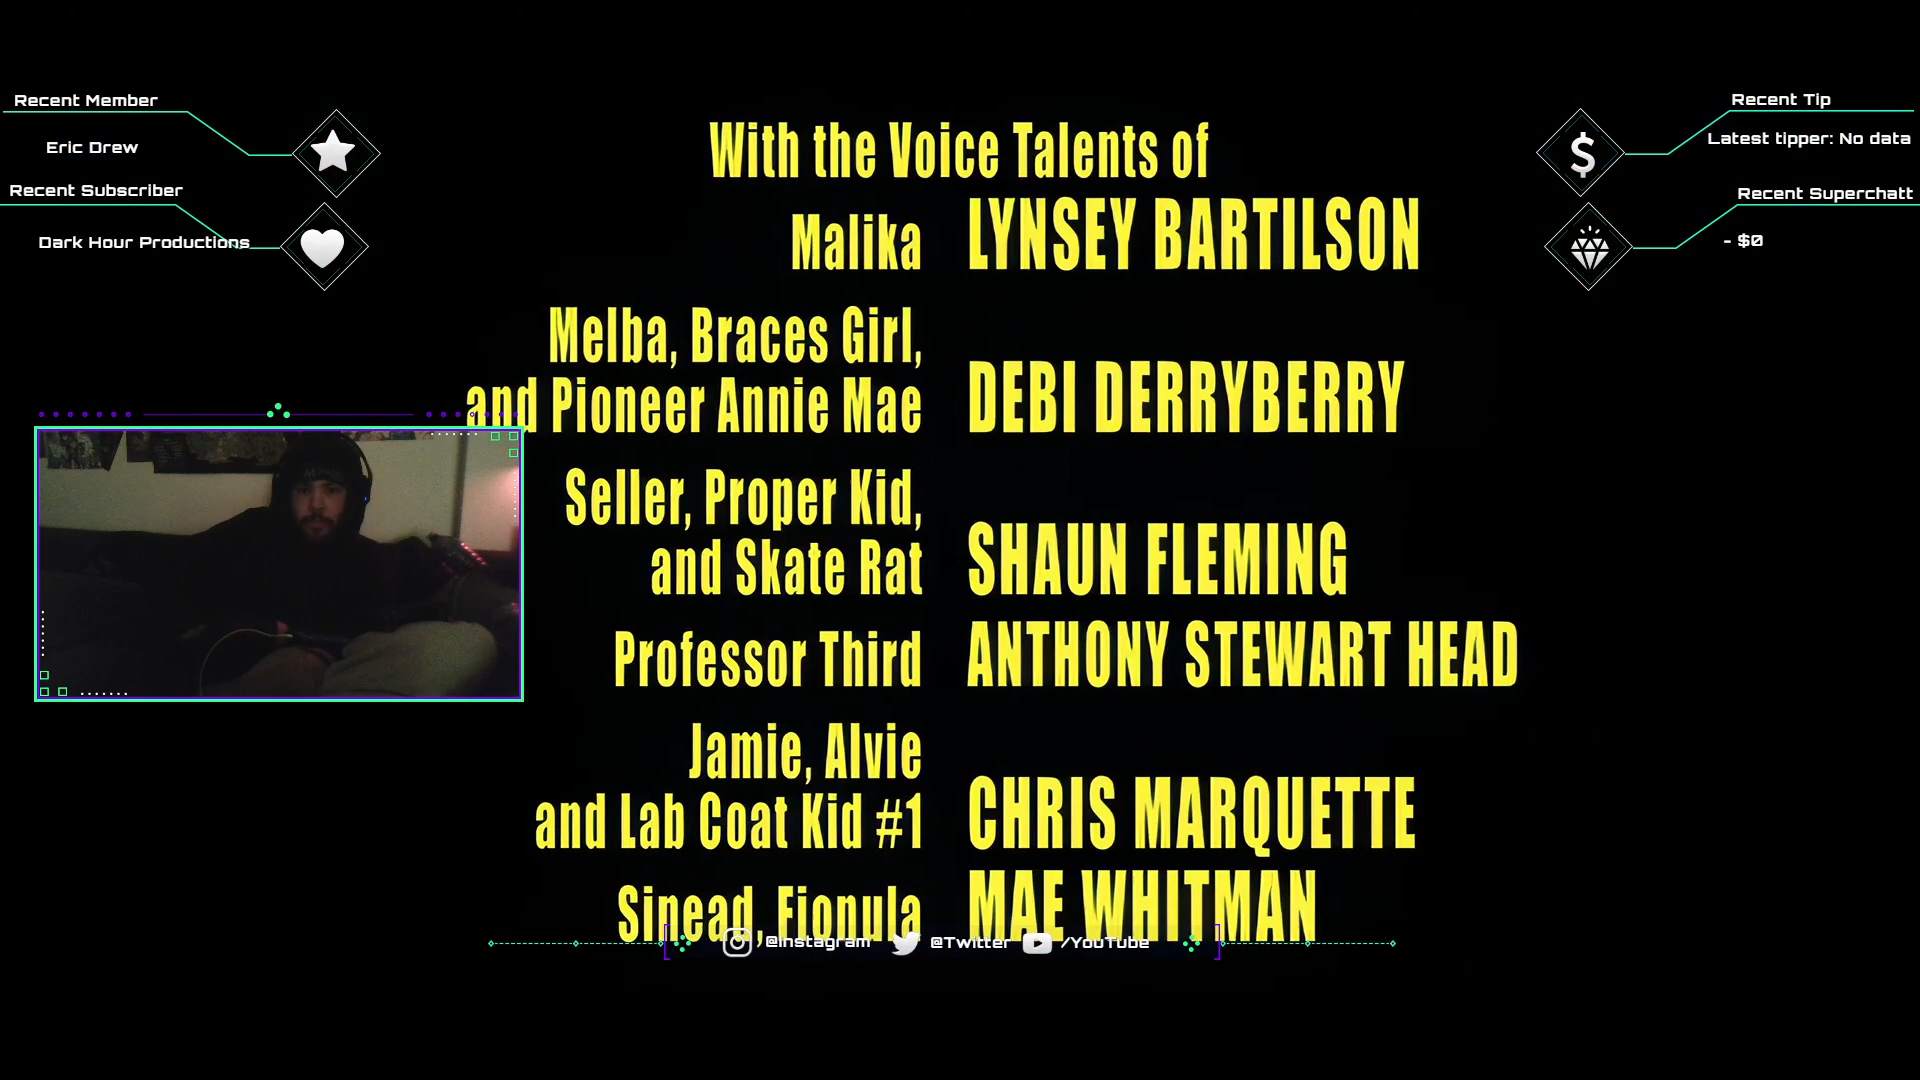 Recent Member
Eric Drew
Recent Subscriber
Dark Hour Productions
Recent Tip
Latest tipper: No data
Recent Superchatt
- $0
With the Voice Talents of
Malika LYNSEY BARTILSON
Melba, Braces Girl,
and Pioneer Annie Mae DEBI DERRYBERRY
Seller, Proper Kid,
and Skate Rat SHAUN FLEMING
Professor Third ANTHONY STEWART HEAD
Jamie, Alvie
and Lab Coat Kid #1 CHRIS MARQUETTE
Sinead, Fionula MAE WHITMAN
@Instagram @Twitter /YouTube